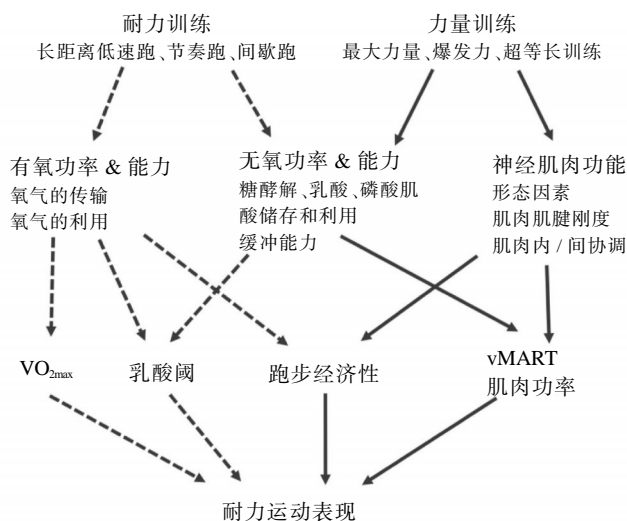 耐力训练
长距离低速跑、节奏跑、间歇跑
力量训练
最大力量、爆发力、超等长训练
有氧功率 & 能力
氧气的传输
氧气的利用
无氧功率 & 能力
糖酵解、乳酸、磷酸肌
酸储存和利用
缓冲能力
神经肉功能
形态因素
肌肉肌腱刚度
肌肉内 / 间协调
VO2max
乳酸阈
跑步经济性
vMART
肌肉功率
耐力运动表现